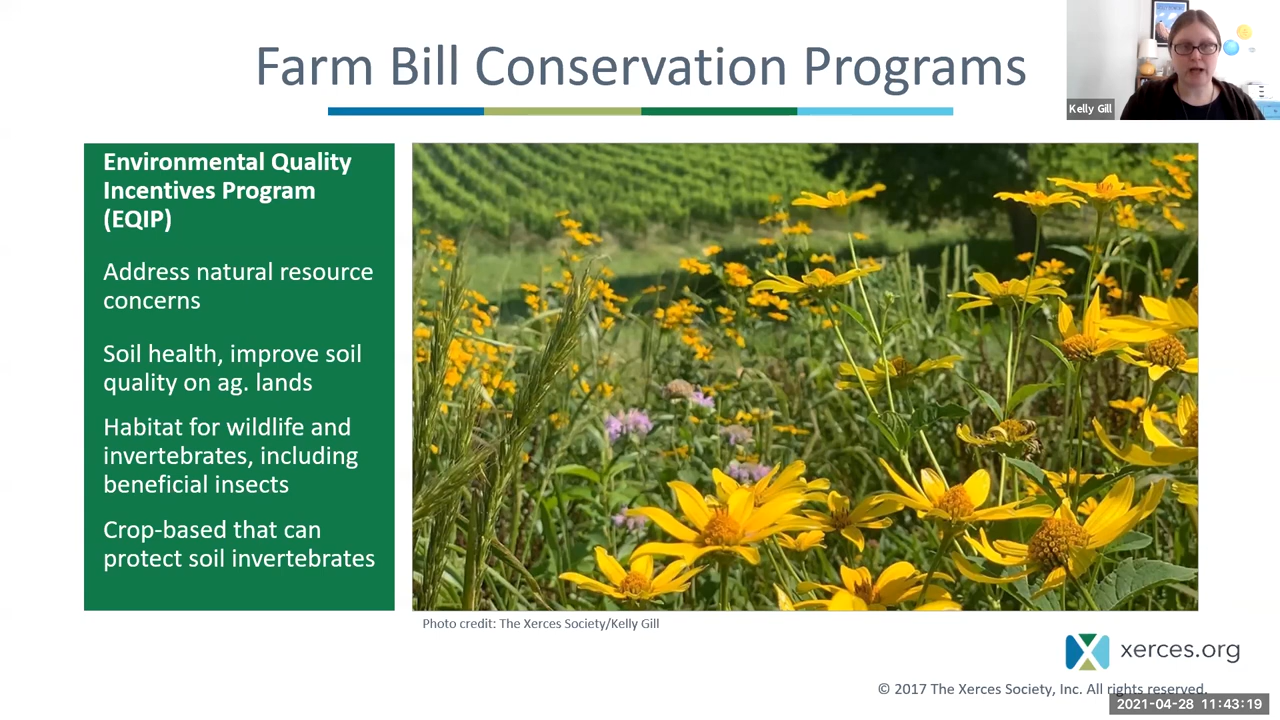 Farm Bill Conservation Programs
Kelly Gill
Environmental Quality
Incentives Program
(EQIP)
Address natural resource
concerns
Soil health, improve soil
quality on ag. lands
Habitat for wildlife and
invertebrates, including
beneficial insects
Crop-based that can
protect soil invertebrates
Photo credit: The Xerces Society/Kelly Gill
xerces.org
© 2017 The Xerces Society, Inc. All rights reserved.
2021-04-28 11:43:19